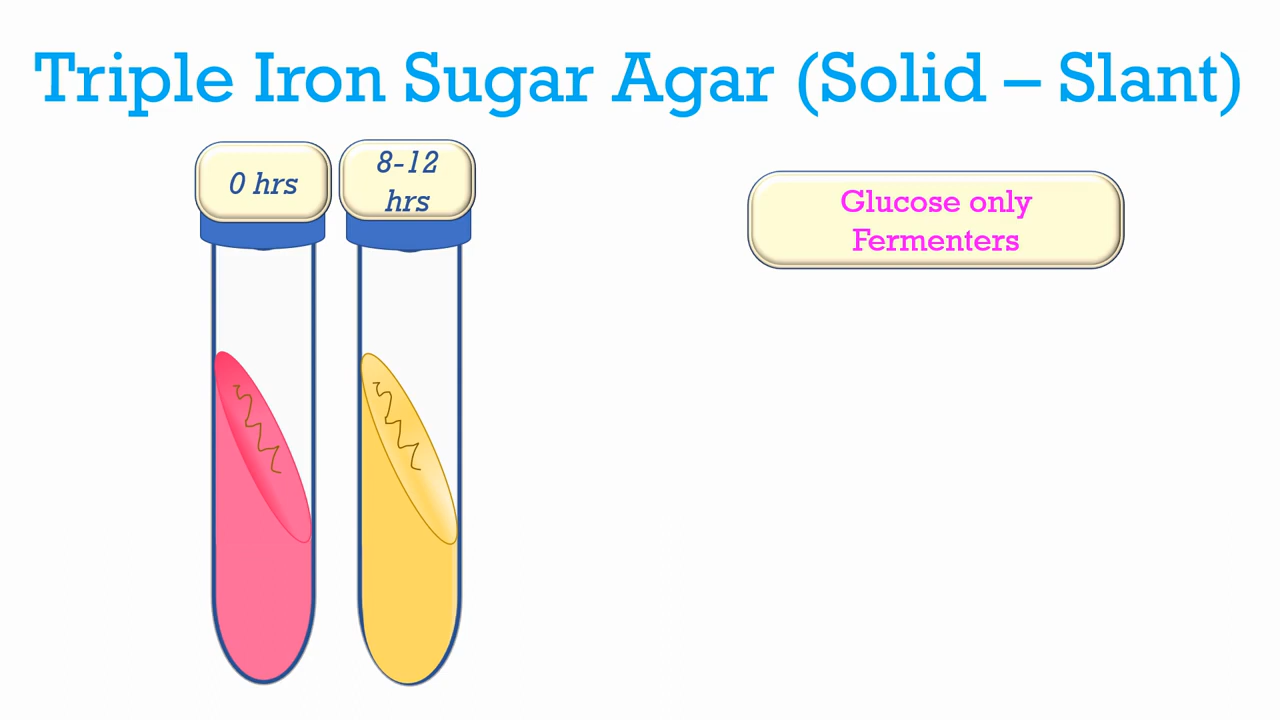 Triple Iron Sugar Agar (Solid – Slant)
0 hrs
8-12
hrs
Glucose only
Fermenters